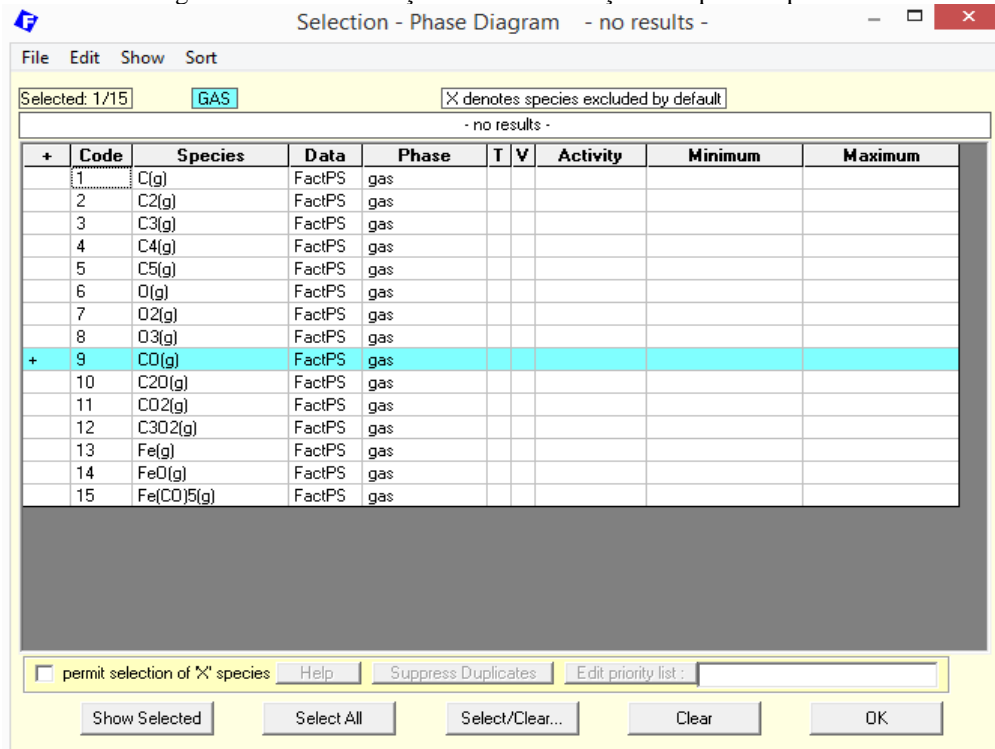 Selection - Phase Diagram - no results -
File Edit Show Sort
Selected: 1/15 GAS X denotes species excluded by default
- no results -
+ Code Species Data Phase T V Activity Minimum Maximum
1 C(g) FactPS gas
2 C2(g) FactPS gas
3 C3(g) FactPS gas
4 C4(g) FactPS gas
5 C5(g) FactPS gas
6 O(g) FactPS gas
7 O2(g) FactPS gas
8 O3(g) FactPS gas
+ 9 CO(g) FactPS gas
10 C2O(g) FactPS gas
11 CO2(g) FactPS gas
12 C3O2(g) FactPS gas
13 Fe(g) FactPS gas
14 FeO(g) FactPS gas
15 Fe(CO)5(g) FactPS gas
permit selection of 'X' species Help Suppress Duplicates Edit priority list :
Show Selected Select All Select/Clear... Clear OK